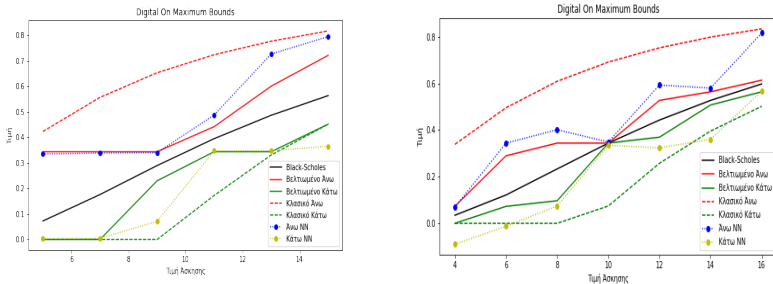 Digital On Maximum Bounds
Τιμή
0.8
0.7
0.6
0.5
0.4
0.3
0.2
0.1
0.0
6
8
10
12
14
Τιμή Άσκησης
Black-Scholes
Βελτιωμένο Άνω
Βελτιωμένο Κάτω
Κλασικό Άνω
Κλασικό Κάτω
Άνω NN
Κάτω NN
Digital On Maximum Bounds
Τιμή
0.8
0.6
0.4
0.2
0.0
4
6
8
10
12
14
16
Τιμή Άσκησης
Black-Scholes
Βελτιωμένο Άνω
Βελτιωμένο Κάτω
Κλασικό Άνω
Κλασικό Κάτω
Άνω NN
Κάτω NN